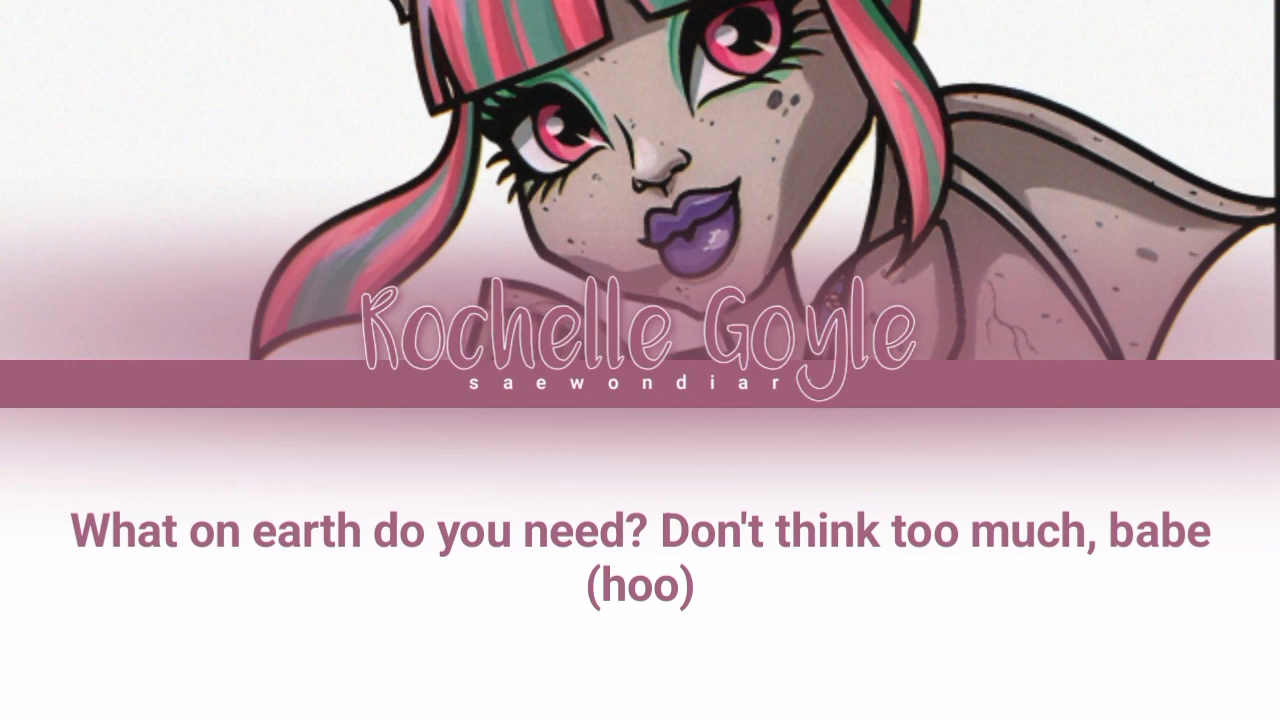 Rochelle Goyle
saewondiar
What on earth do you need? Don't think too much, babe
(hoo)